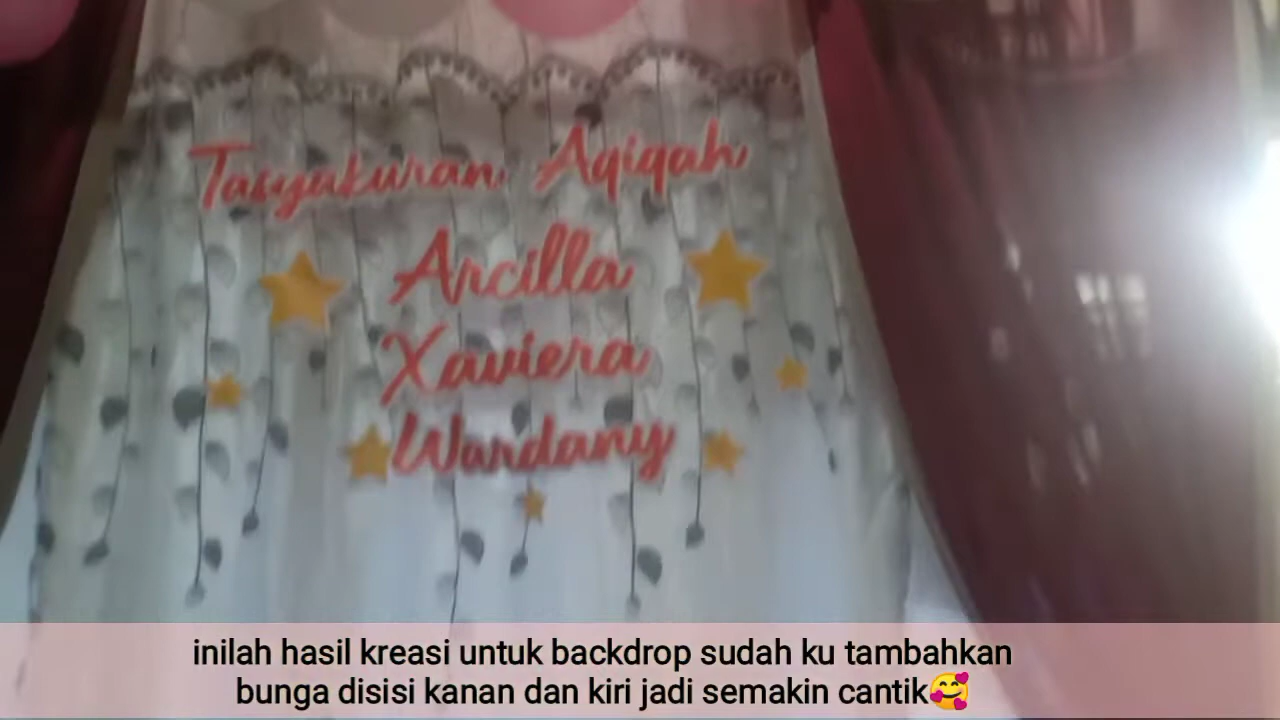 Tasyakuran Aqiqah
Arcilla
Xaviera
Wardany
inilah hasil kreasi untuk backdrop sudah ku tambahkan
bunga disisi kanan dan kiri jadi semakin cantik🥰